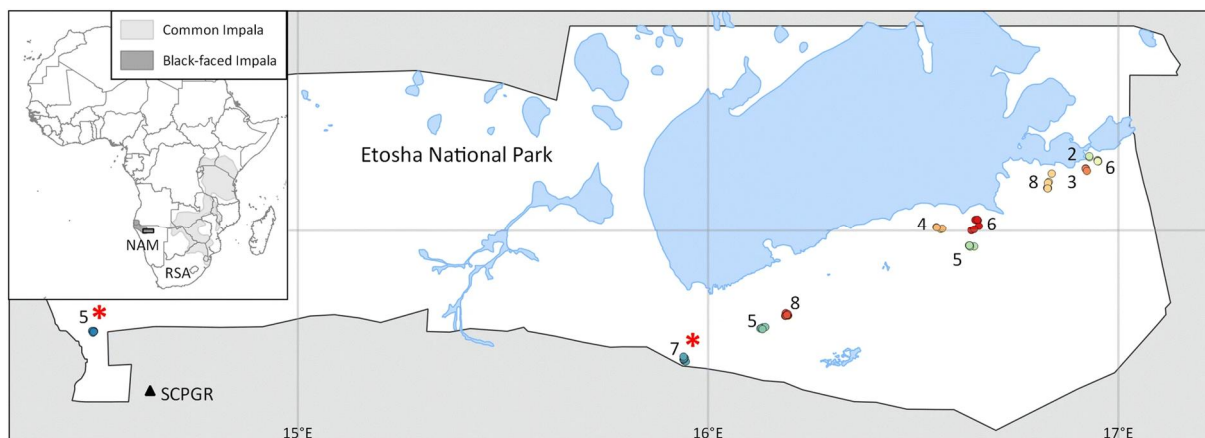 Common Impala
Black-faced Impala
Etosha National Park
NAM
RSA
2
6
8
3
4
6
5
8
5
5 *
7 *
▲ SCPGR
15°E
16°E
17°E